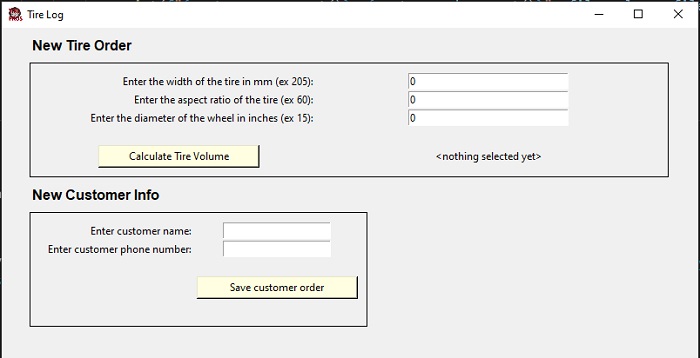 Tire Log
New Tire Order
Enter the width of the tire in mm (ex 205): 0
Enter the aspect ratio of the tire (ex 60): 0
Enter the diameter of the wheel in inches (ex 15): 0
Calculate Tire Volume <nothing selected yet>
New Customer Info
Enter customer name:
Enter customer phone number:
Save customer order